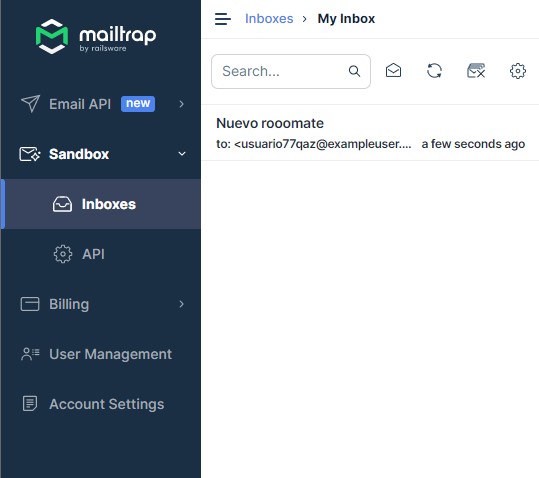 mailtrap
by railsware
Email API new
Sandbox
Inboxes
API
Billing
User Management
Account Settings
Inboxes › My Inbox
Search...
Nuevo rooomate
to: <usuario77qaz@exampleuser.... a few seconds ago